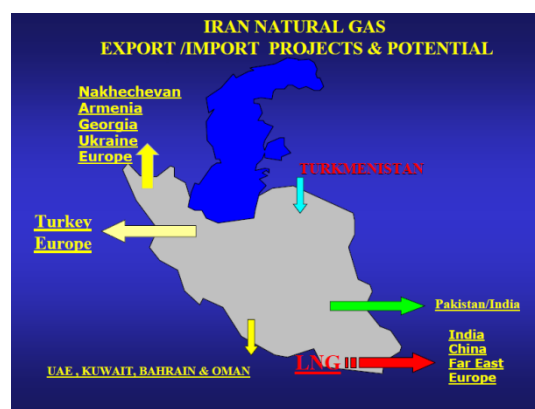 IRAN NATURAL GAS
EXPORT /IMPORT PROJECTS & POTENTIAL
Nakhechevan
Armenia
Georgia
Ukraine
Europe
TURKMENISTAN
Turkey
Europe
Pakistan/India
India
China
Far East
Europe
LNG
UAE , KUWAIT, BAHRAIN & OMAN